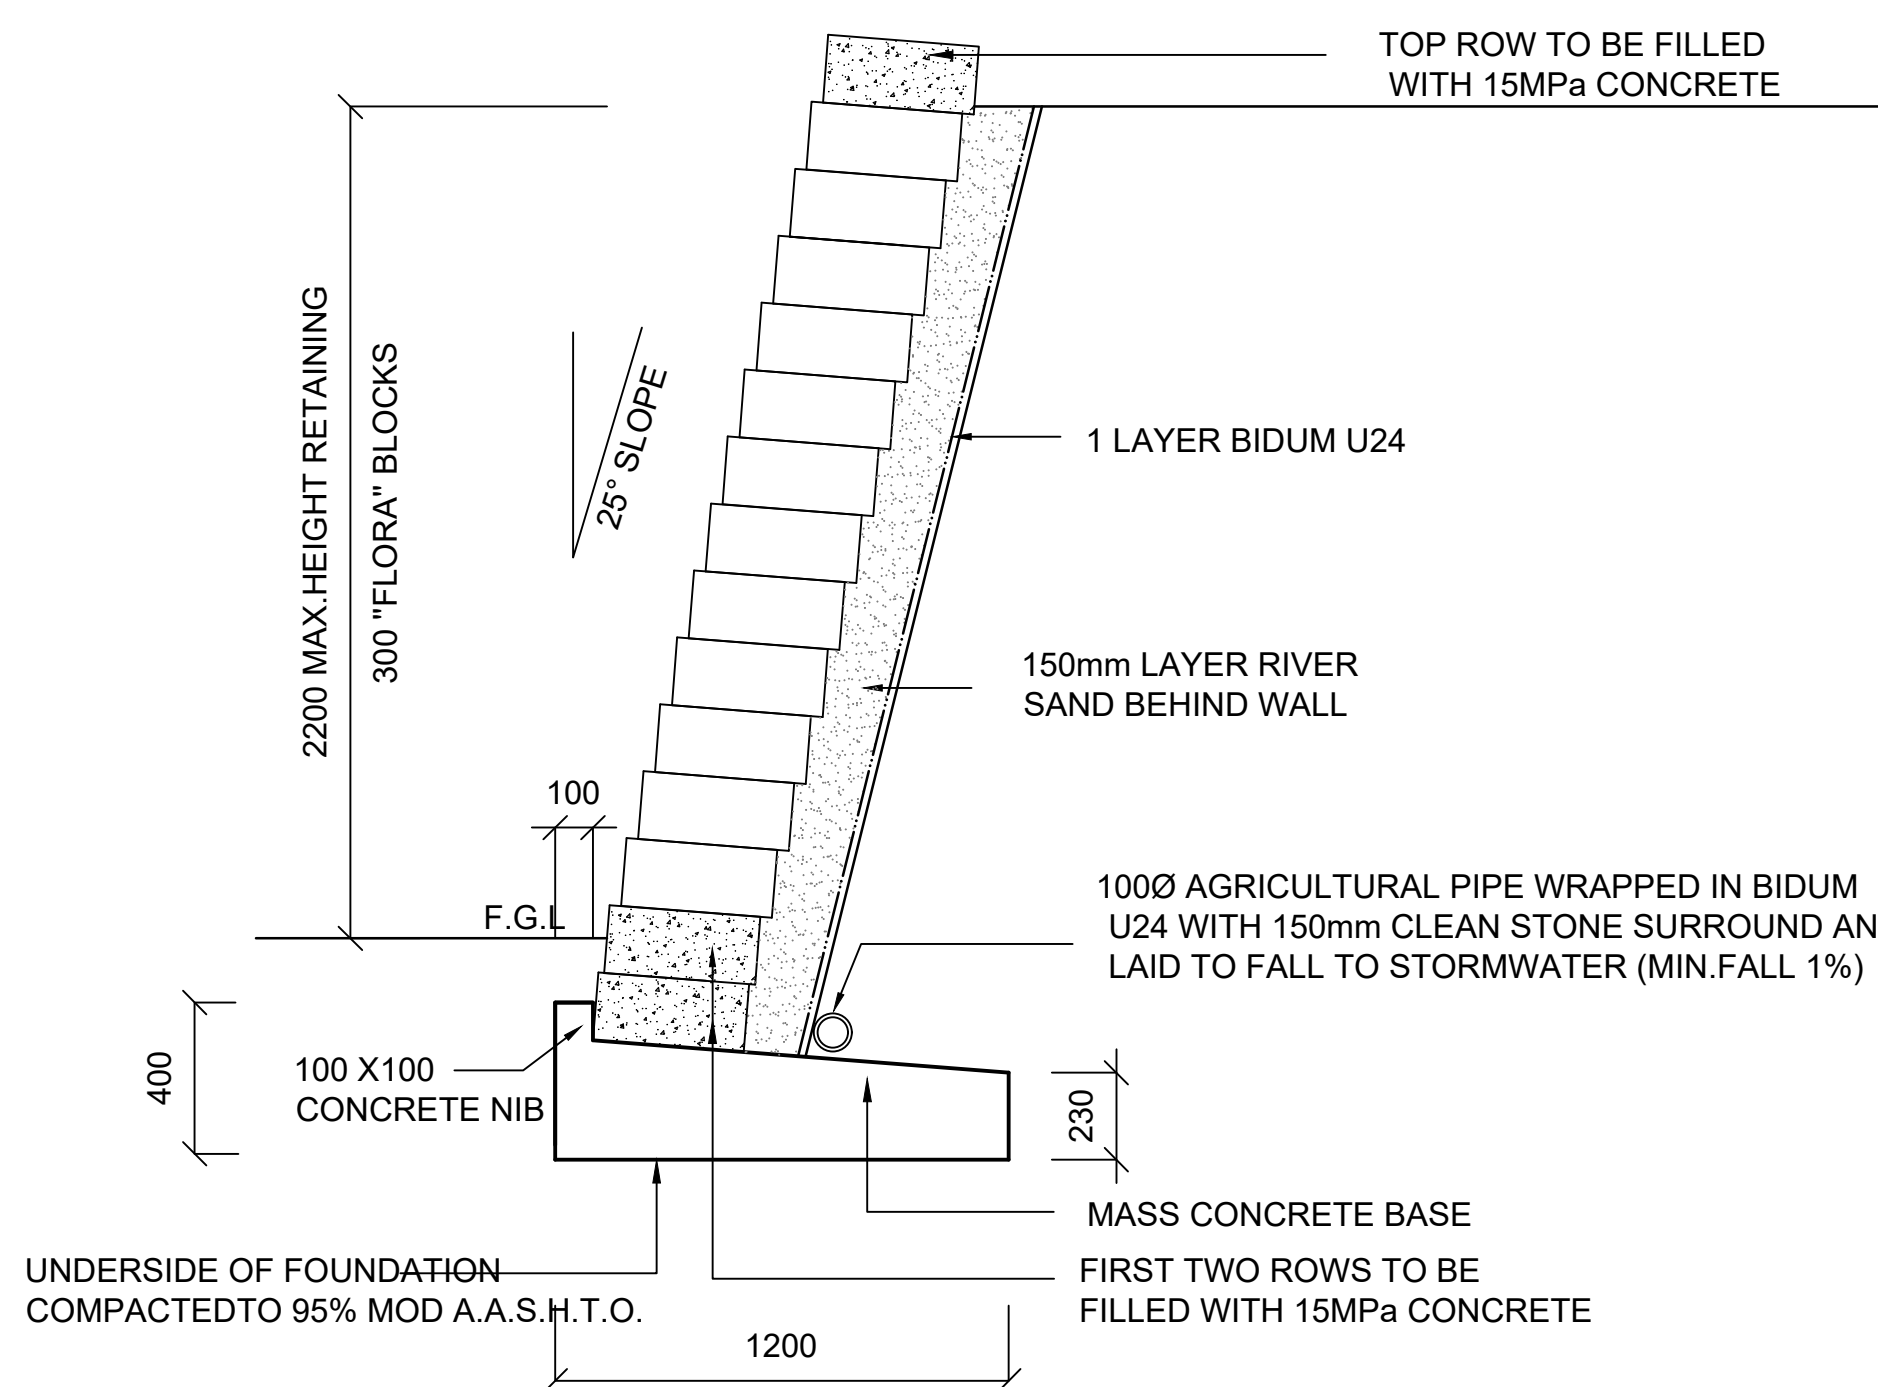 TOP ROW TO BE FILLED
WITH 15MPa CONCRETE
2200 MAX.HEIGHT RETAINING
300 "FLORA" BLOCKS
25° SLOPE
1 LAYER BIDUM U24
150mm LAYER RIVER
SAND BEHIND WALL
100
F.G.L
100Ø AGRICULTURAL PIPE WRAPPED IN BIDUM
U24 WITH 150mm CLEAN STONE SURROUND AN
LAID TO FALL TO STORMWATER (MIN.FALL 1%)
400
100 X100
CONCRETE NIB
230
MASS CONCRETE BASE
UNDERSIDE OF FOUNDATION
COMPACTEDTO 95% MOD A.A.S.H.T.O.
FIRST TWO ROWS TO BE
FILLED WITH 15MPa CONCRETE
1200